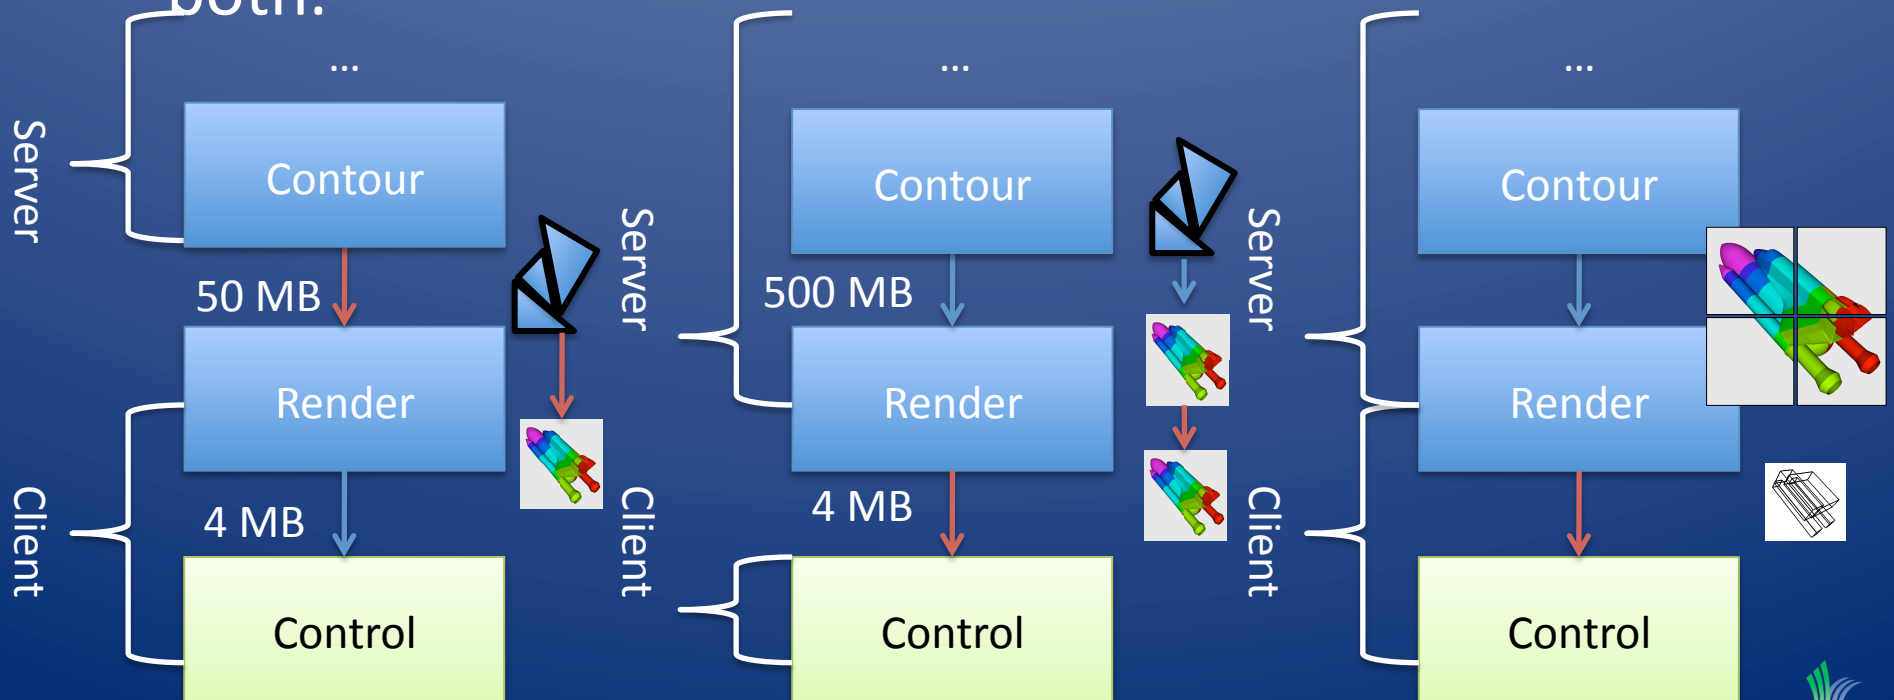 both.
...
...
...
Server
Contour
Server
Contour
Server
Contour
50 MB
500 MB
Render
Render
Render
Client
4 MB
Client
4 MB
Client
Control
Control
Control